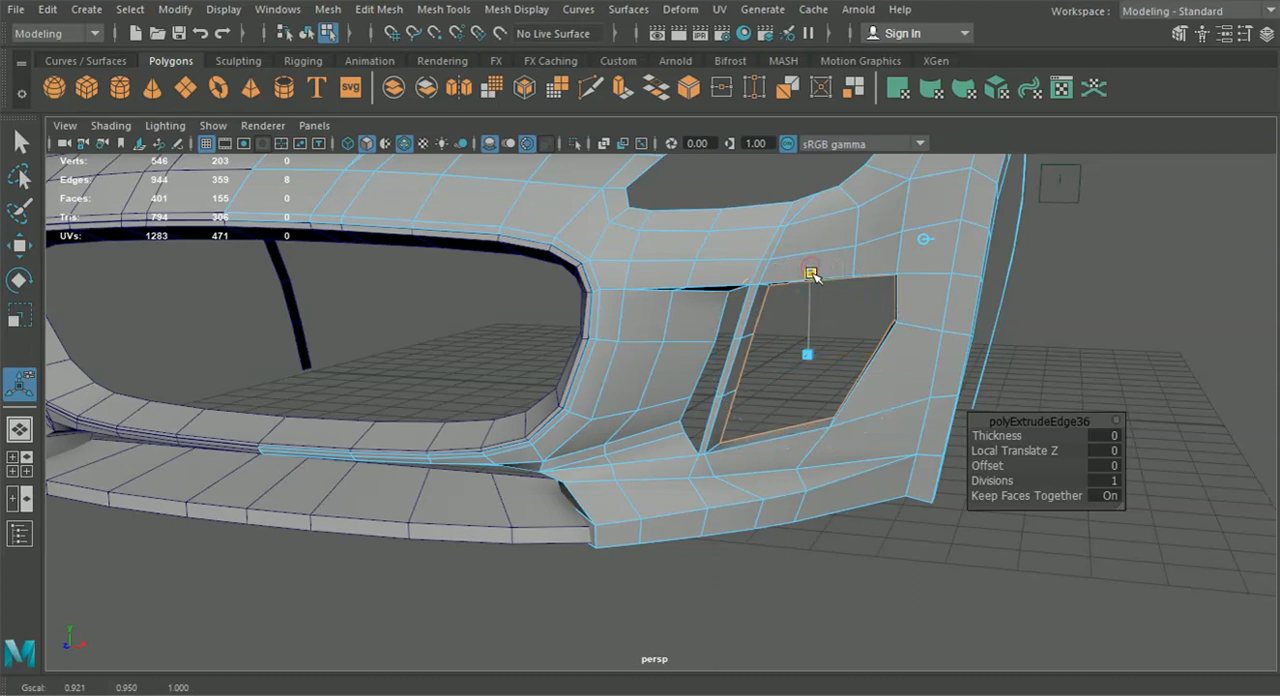 File Edit Create Select Modify Display Windows Mesh Edit Mesh Mesh Tools Mesh Display Curves Surfaces Deform UV Generate Cache Arnold Help Workspace : Modeling - Standard
Modeling No Live Surface Sign In
Curves / Surfaces Polygons Sculpting Rigging Animation Rendering FX FX Caching Custom Arnold Bifrost MASH Motion Graphics XGen
T svg
View Shading Lighting Show Renderer Panels
0.00 1.00 sRGB gamma
Verts: 546 203 0
Edges: 944 359 8
Faces: 401 155 0
Tris: 794 306 0
UVs: 1283 471 0
polyExtrudeEdge36
Thickness 0
Local Translate Z 0
Offset 0
Divisions 1
Keep Faces Together On
persp
Gscal: 0.921 0.950 1.000